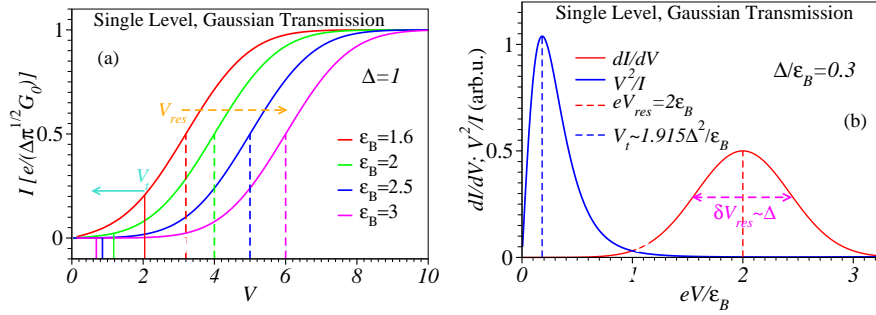 Single Level, Gaussian Transmission
(a)
Δ=1
V_res
V_t
ε_B=1.6
ε_B=2
ε_B=2.5
ε_B=3
I [e/(Δπ^{1/2}G_0)]
1
0.5
0
0 2 4 6 8 10
V
Single Level, Gaussian Transmission
dI/dV
V^2/I
eV_res=2ε_B
V_t~1.915Δ^2/ε_B
Δ/ε_B=0.3
(b)
δV_res~Δ
dI/dV; V^2/I (arb.u.)
1
0.5
0
0 1 2 3
eV/ε_B